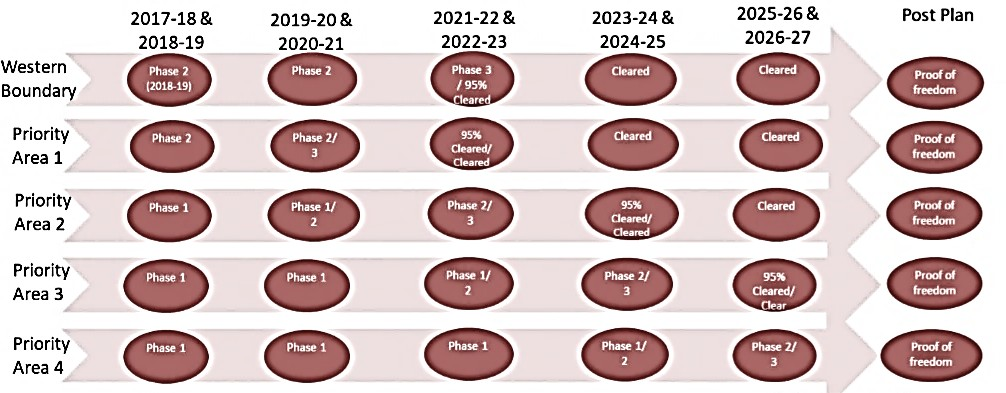 2017-18 & 2019-20 & 2021-22 & 2023-24 & 2025-26 & Post Plan
2018-19 2020-21 2022-23 2024-25 2026-27
Western
Boundary
Phase 2
(2018-19)
Phase 2
Phase 3
/ 95%
Cleared
Cleared
Cleared
Proof of
freedom
Priority
Area 1
Phase 2
Phase 2/
3
95%
Cleared/
Cleared
Cleared
Cleared
Proof of
freedom
Priority
Area 2
Phase 1
Phase 1/
2
Phase 2/
3
95%
Cleared/
Cleared
Cleared
Proof of
freedom
Priority
Area 3
Phase 1
Phase 1
Phase 1/
2
Phase 2/
3
95%
Cleared/
Clear
Proof of
freedom
Priority
Area 4
Phase 1
Phase 1
Phase 1
Phase 1/
2
Phase 2/
3
Proof of
freedom